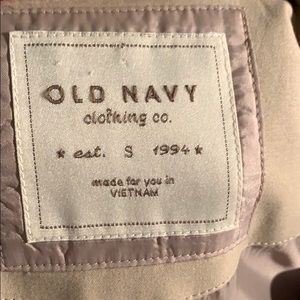 OLD NAVY
clothing co.
★ est. S 1994 ★
made for you in
VIETNAM